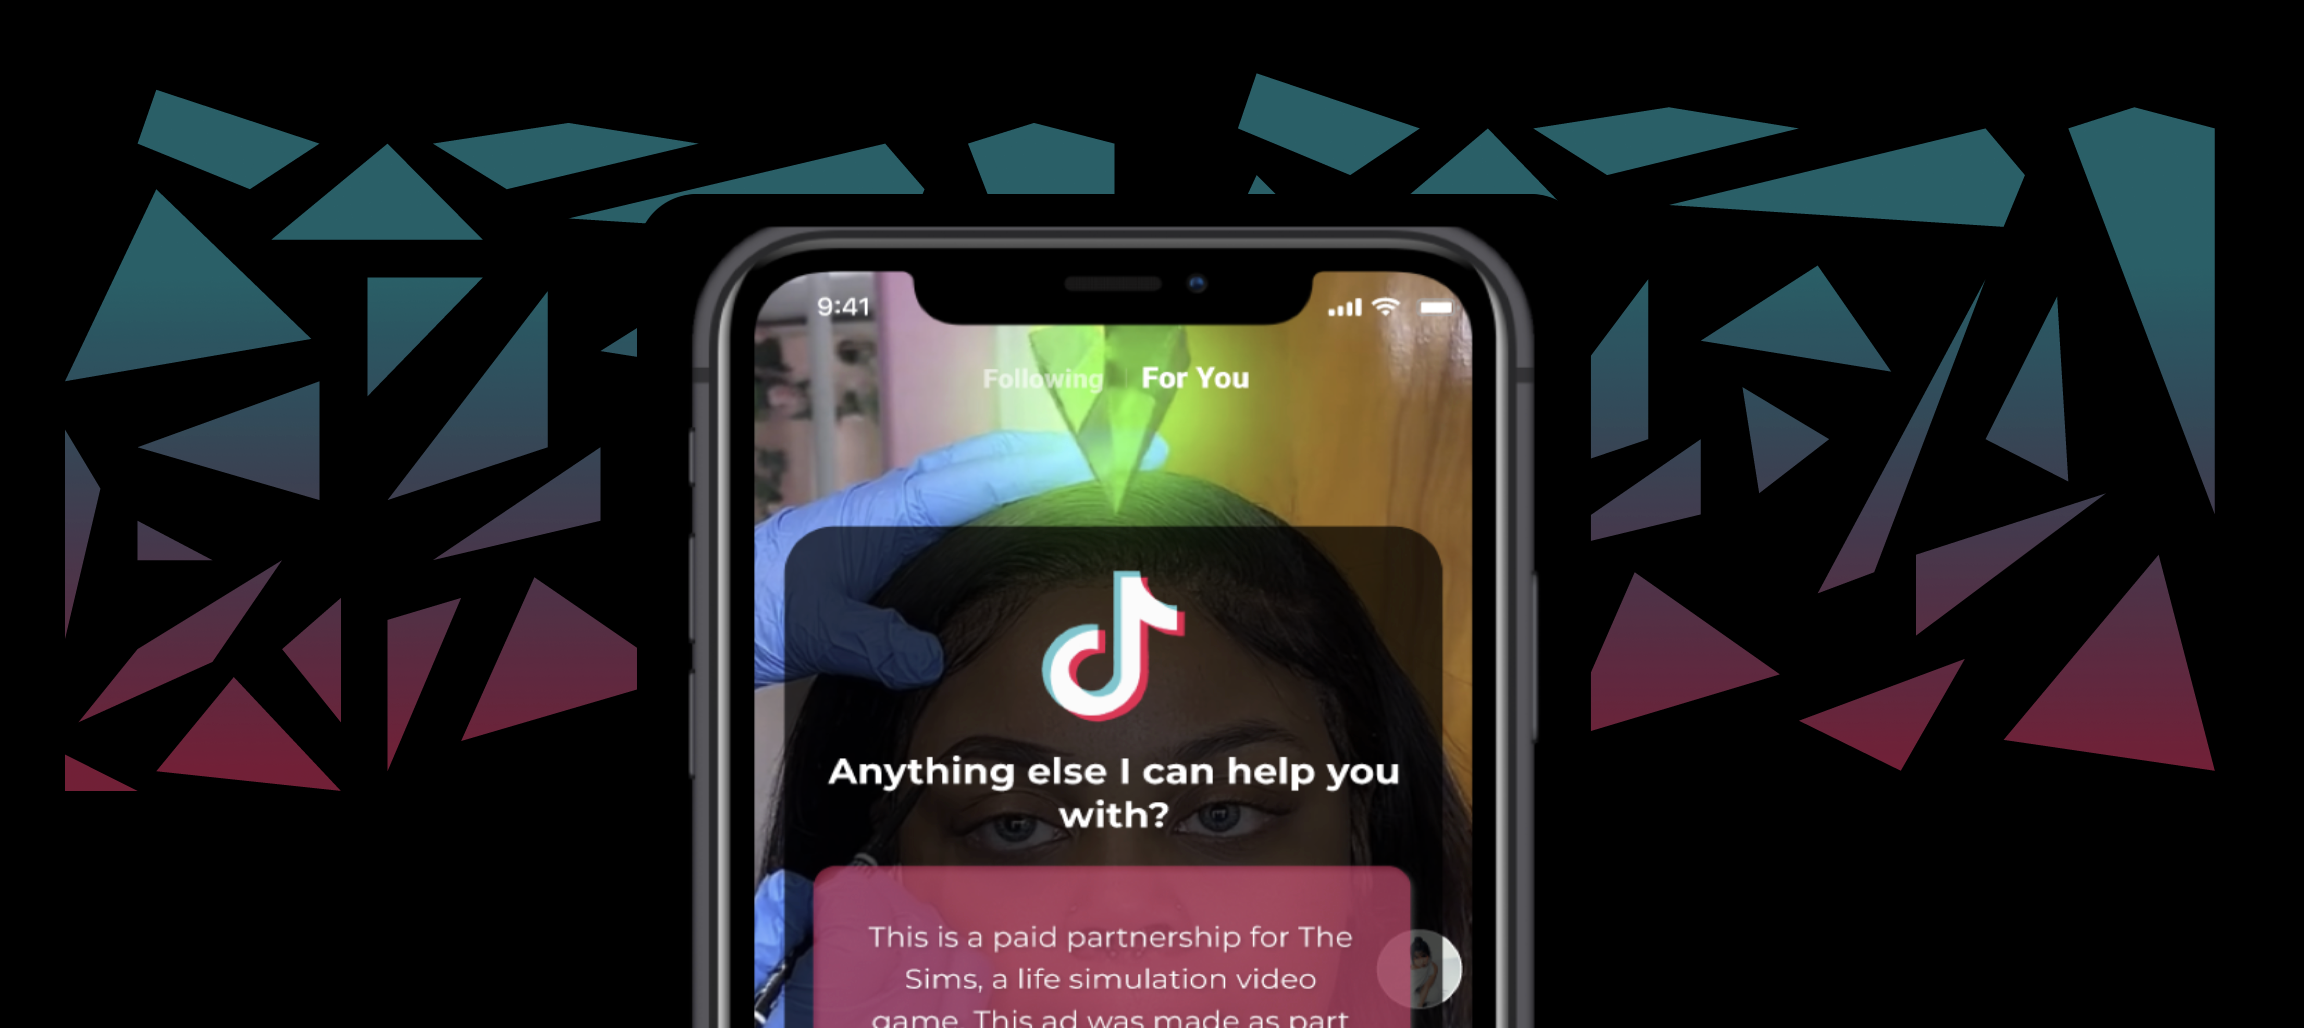 9:41
Following For You
Anything else I can help you
with?
This is a paid partnership for The
Sims, a life simulation video
game. This ad was made as part